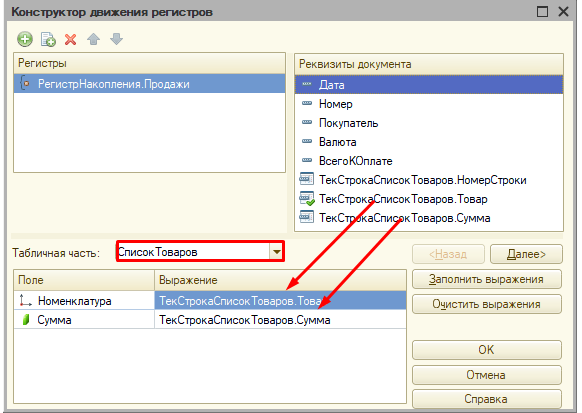 Конструктор движения регистров
Регистры
РегистрНакопления.Продажи
Реквизиты документа
Дата
Номер
Покупатель
Валюта
ВсегоКОплате
ТекСтрокаСписокТоваров.НомерСтроки
ТекСтрокаСписокТоваров.Товар
ТекСтрокаСписокТоваров.Сумма
Табличная часть: СписокТоваров
<Назад Далее>
Поле Выражение
Номенклатура ТекСтрокаСписокТоваров.Това
Сумма ТекСтрокаСписокТоваров.Сумма
Заполнить выражения
Очистить выражения
OK
Отмена
Справка